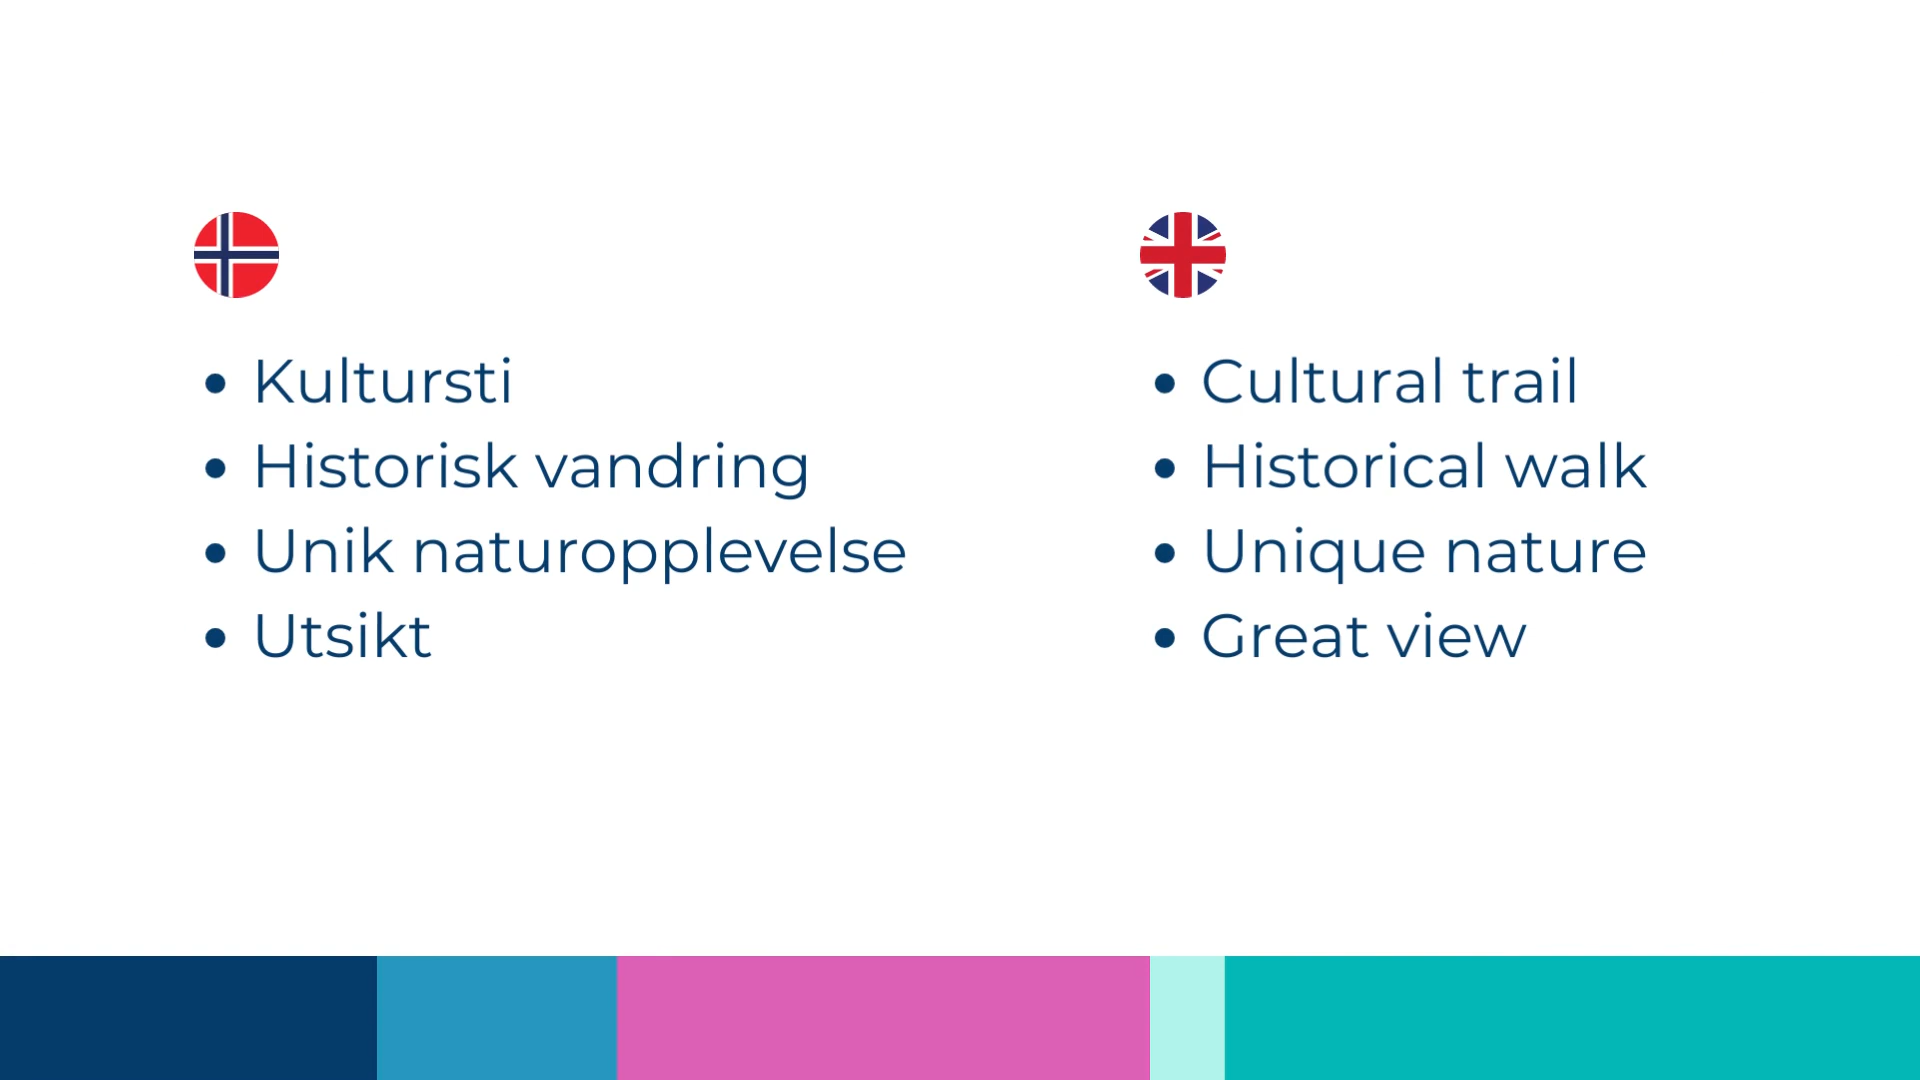 Kultursti
Historisk vandring
Unik naturopplevelse
Utsikt
Cultural trail
Historical walk
Unique nature
Great view